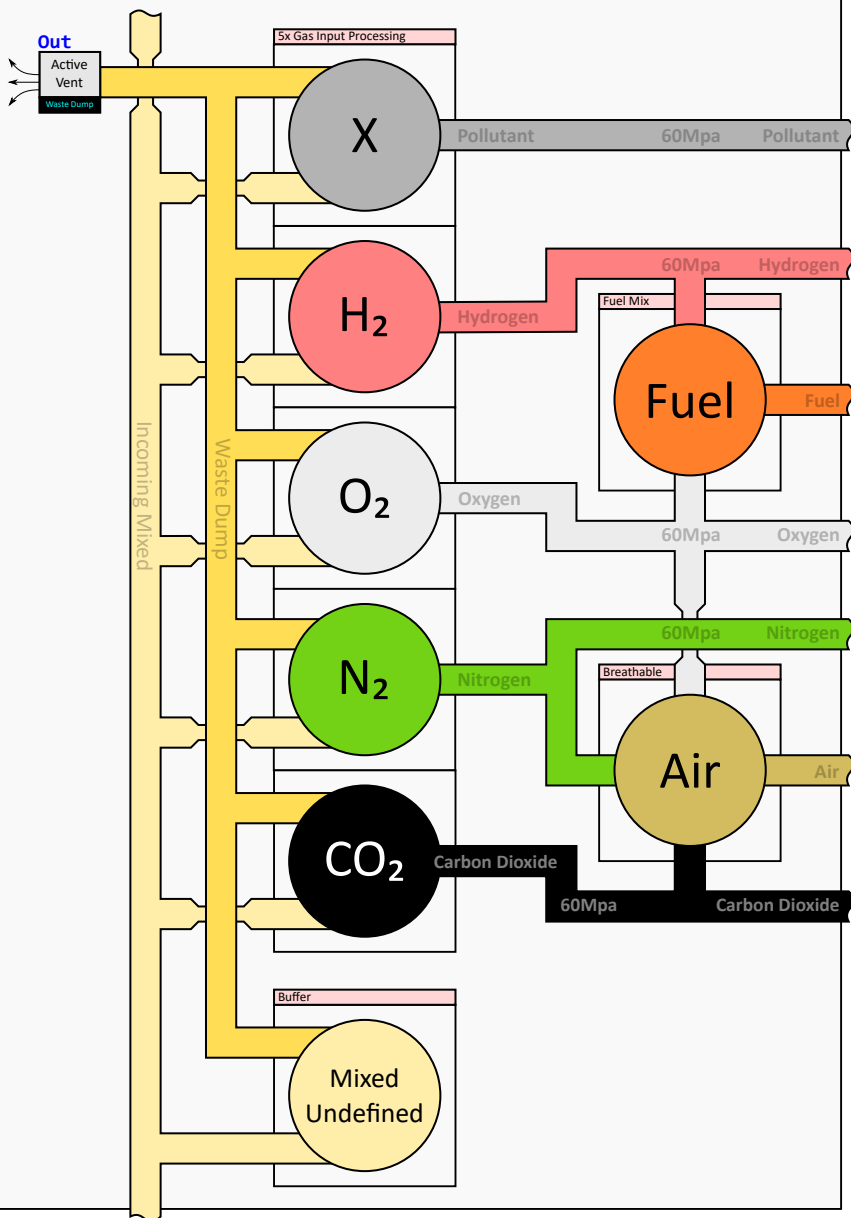 Out
Active
Vent
Waste Dump
5x Gas Input Processing
X
Pollutant 60Mpa Pollutant
H₂
Hydrogen
60Mpa Hydrogen
Fuel Mix
Fuel
Fuel
Incoming Mixed
Waste Dump
O₂
Oxygen
60Mpa Oxygen
N₂
Nitrogen
60Mpa Nitrogen
Breathable
Air
Air
CO₂
Carbon Dioxide
60Mpa Carbon Dioxide
Buffer
Mixed
Undefined